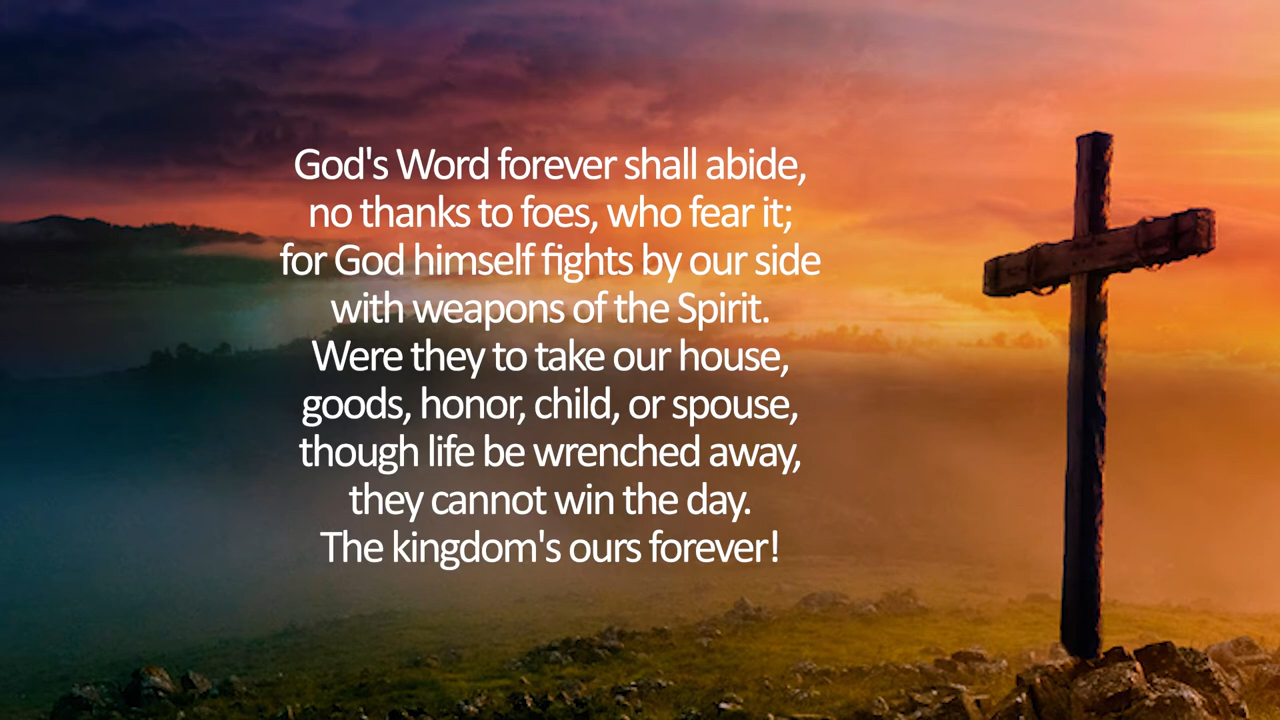 God's Word forever shall abide,
no thanks to foes, who fear it;
for God himself fights by our side
with weapons of the Spirit.
Were they to take our house,
goods, honor, child, or spouse,
though life be wrenched away,
they cannot win the day.
The kingdom's ours forever!